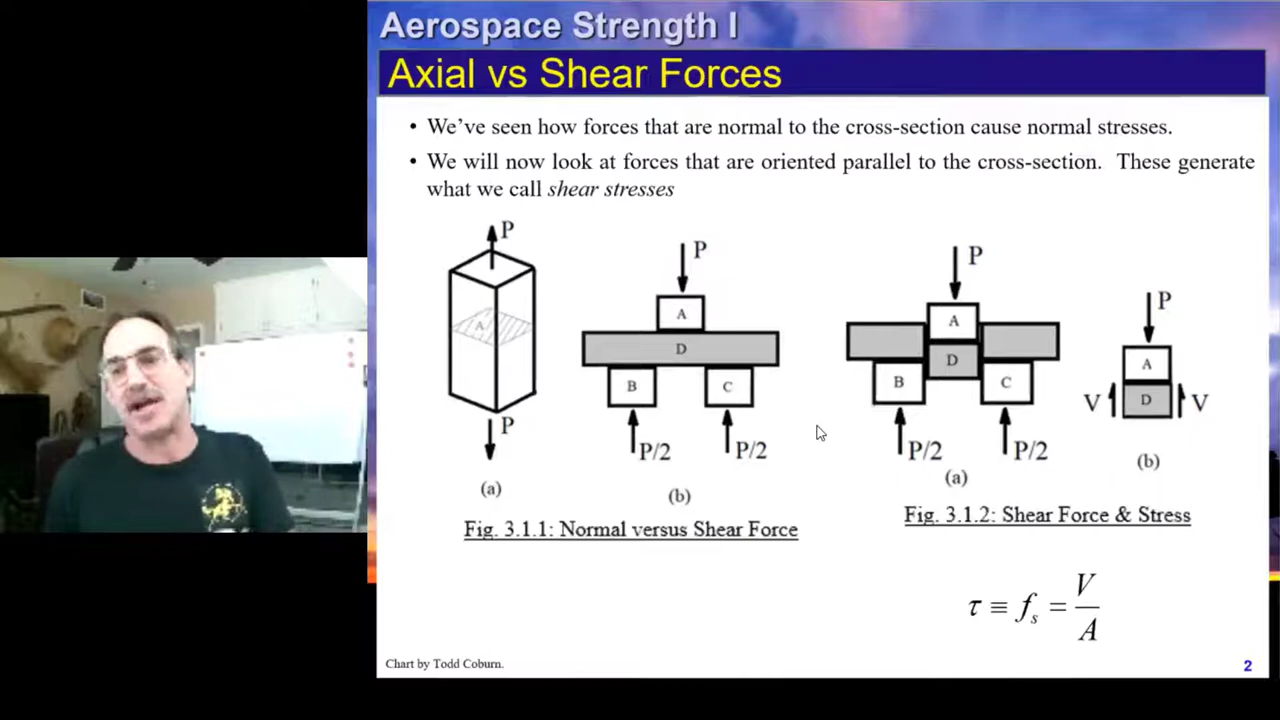 Aerospace Strength I
Axial vs Shear Forces
• We've seen how forces that are normal to the cross-section cause normal stresses.
• We will now look at forces that are oriented parallel to the cross-section. These generate
what we call shear stresses
P
A
P
(a)
P
A
D
B
C
P/2
P/2
(b)
Fig. 3.1.1: Normal versus Shear Force
P
A
D
B
C
P/2
P/2
(a)
P
A
D
V
V
(b)
Fig. 3.1.2: Shear Force & Stress
τ ≡ fₛ = V/A
Chart by Todd Coburn.
2